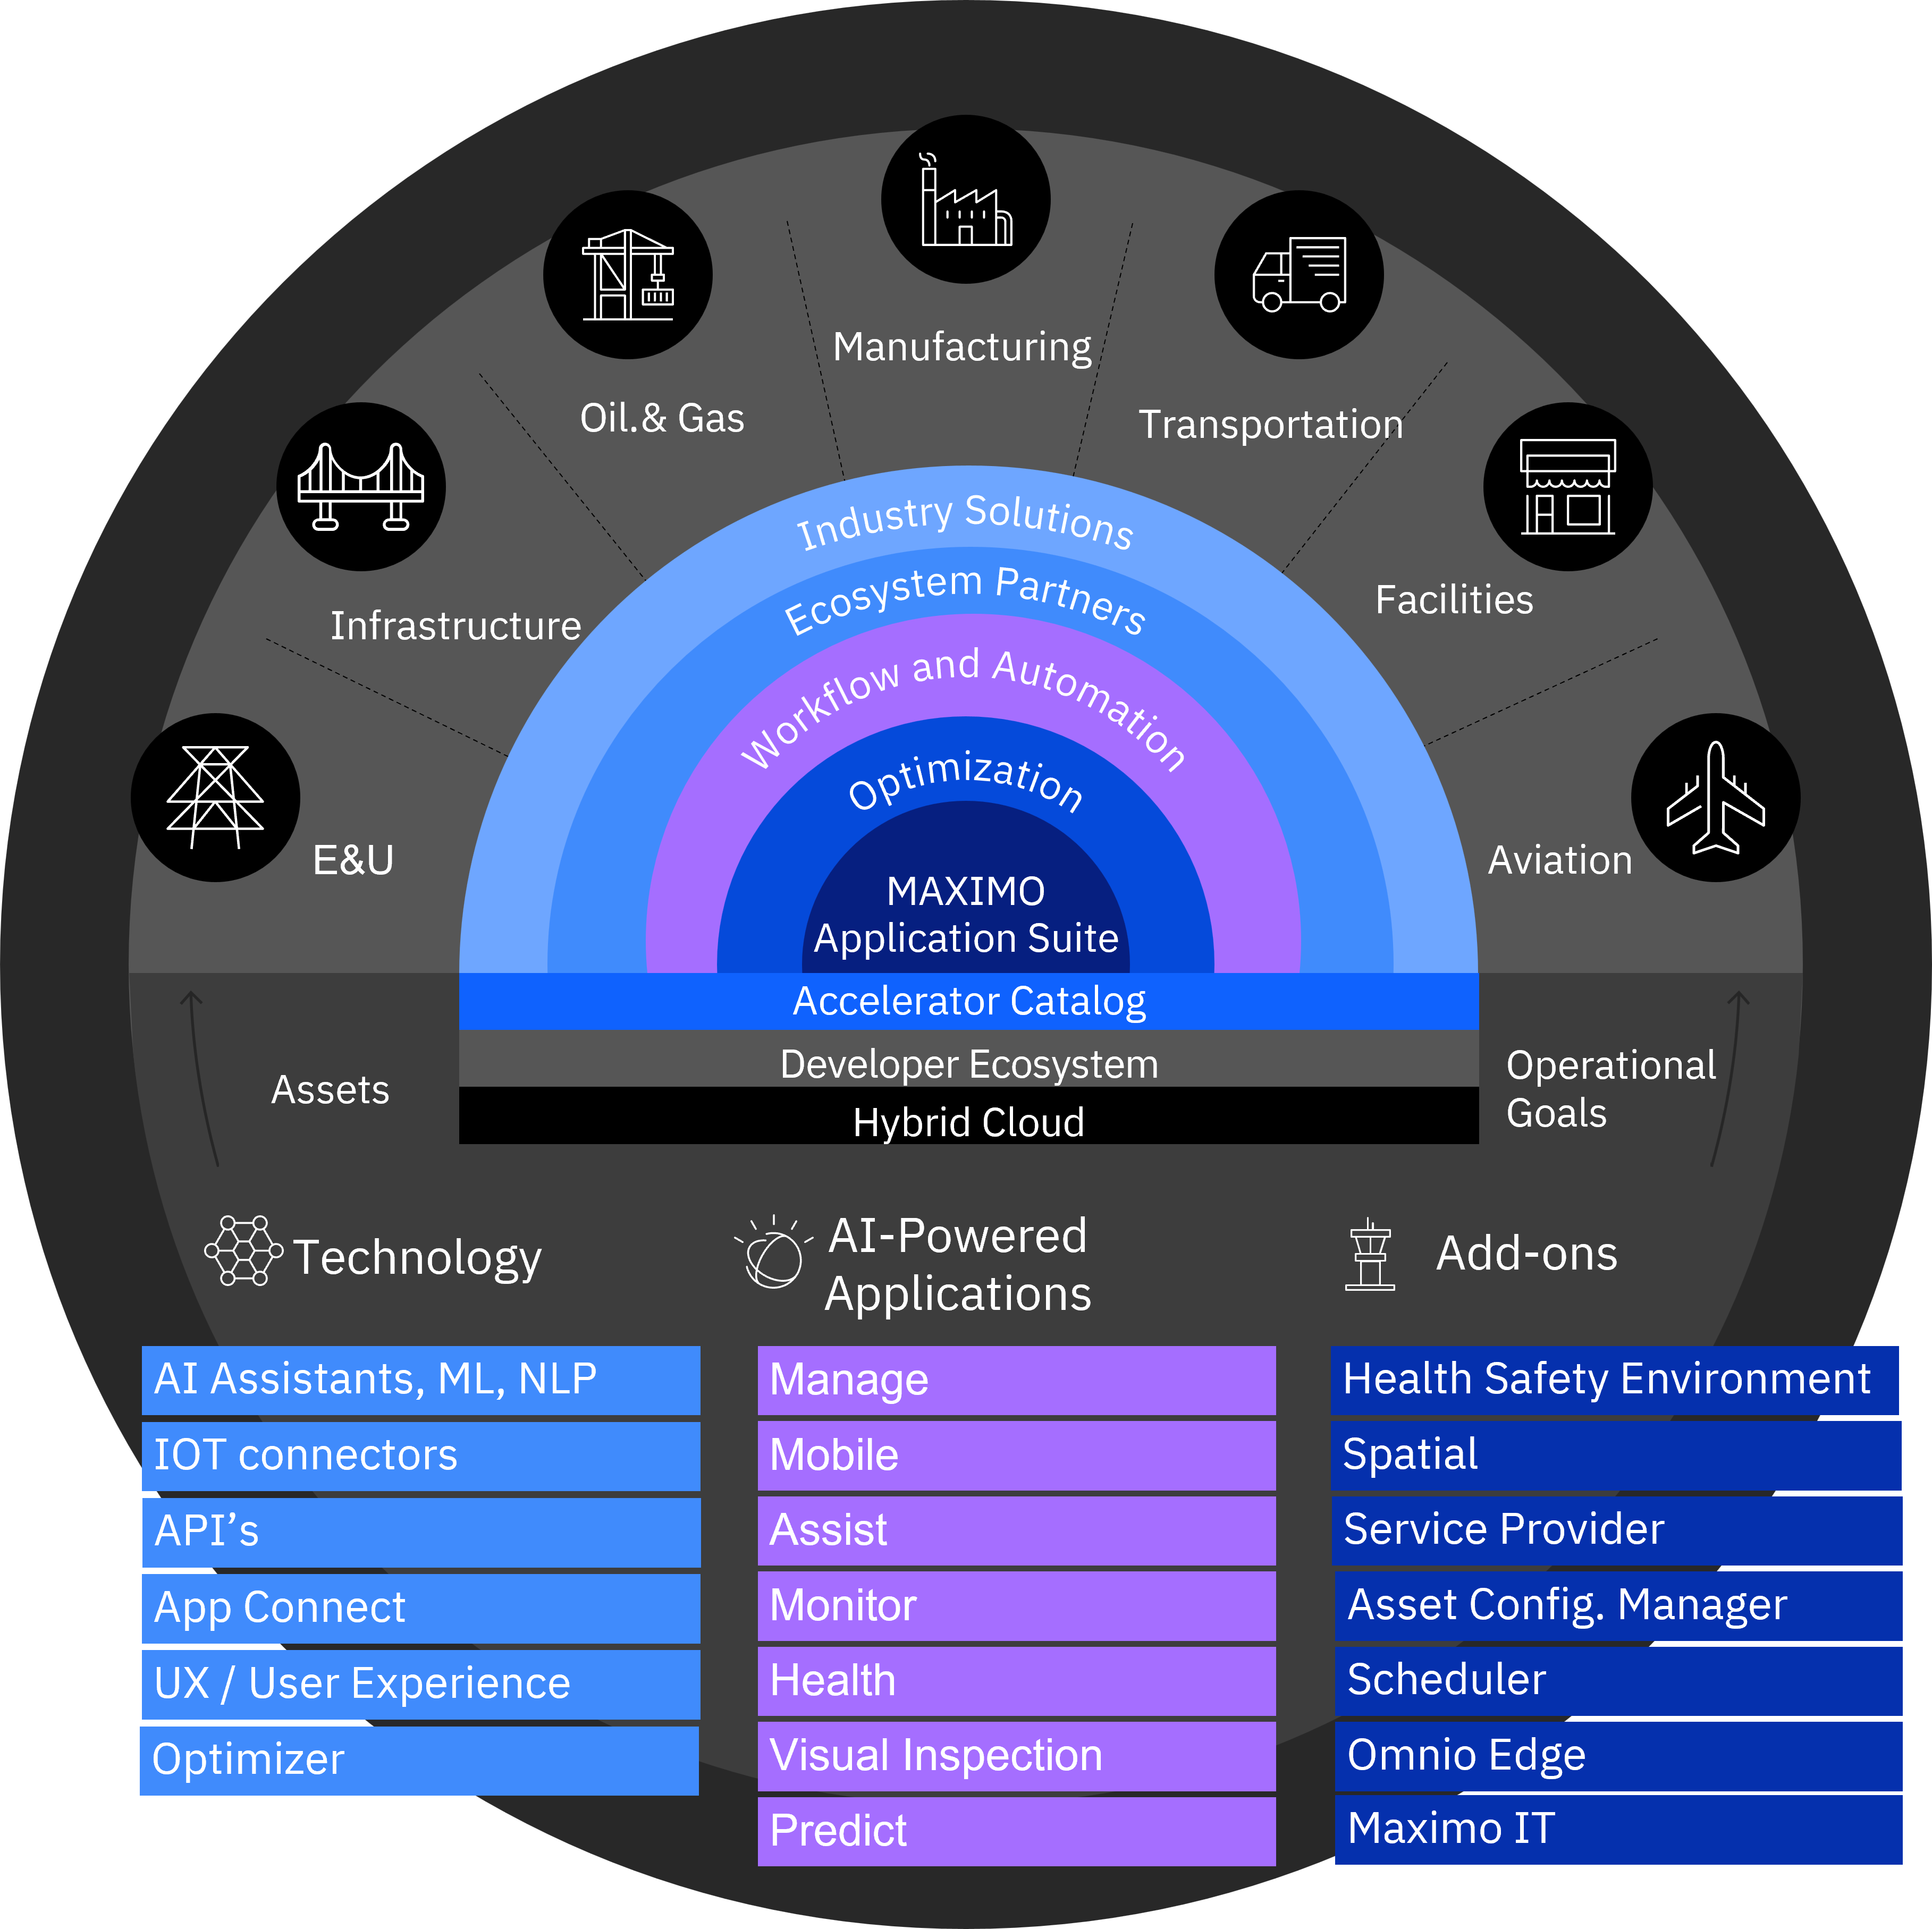 Manufacturing
Oil.& Gas
Transportation
Infrastructure
Facilities
E&U
Aviation
Industry Solutions
Ecosystem Partners
Workflow and Automation
Optimization
MAXIMO
Application Suite
Accelerator Catalog
Developer Ecosystem
Hybrid Cloud
Assets
Operational
Goals
Technology
AI Assistants, ML, NLP
IOT connectors
API’s
App Connect
UX / User Experience
Optimizer
AI-Powered
Applications
Manage
Mobile
Assist
Monitor
Health
Visual Inspection
Predict
Add-ons
Health Safety Environment
Spatial
Service Provider
Asset Config. Manager
Scheduler
Omnio Edge
Maximo IT